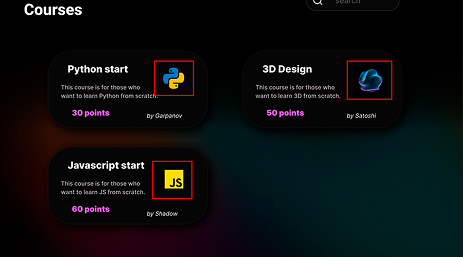 Courses
search
Python start
This course is for those who
want to learn Python from scratch.
30 points
by Garpanov
3D Design
This course is for those who
want to learn 3D from scratch.
50 points
by Satoshi
Javascript start
This course is for those who
want to learn JS from scratch.
JS
60 points
by Shadow